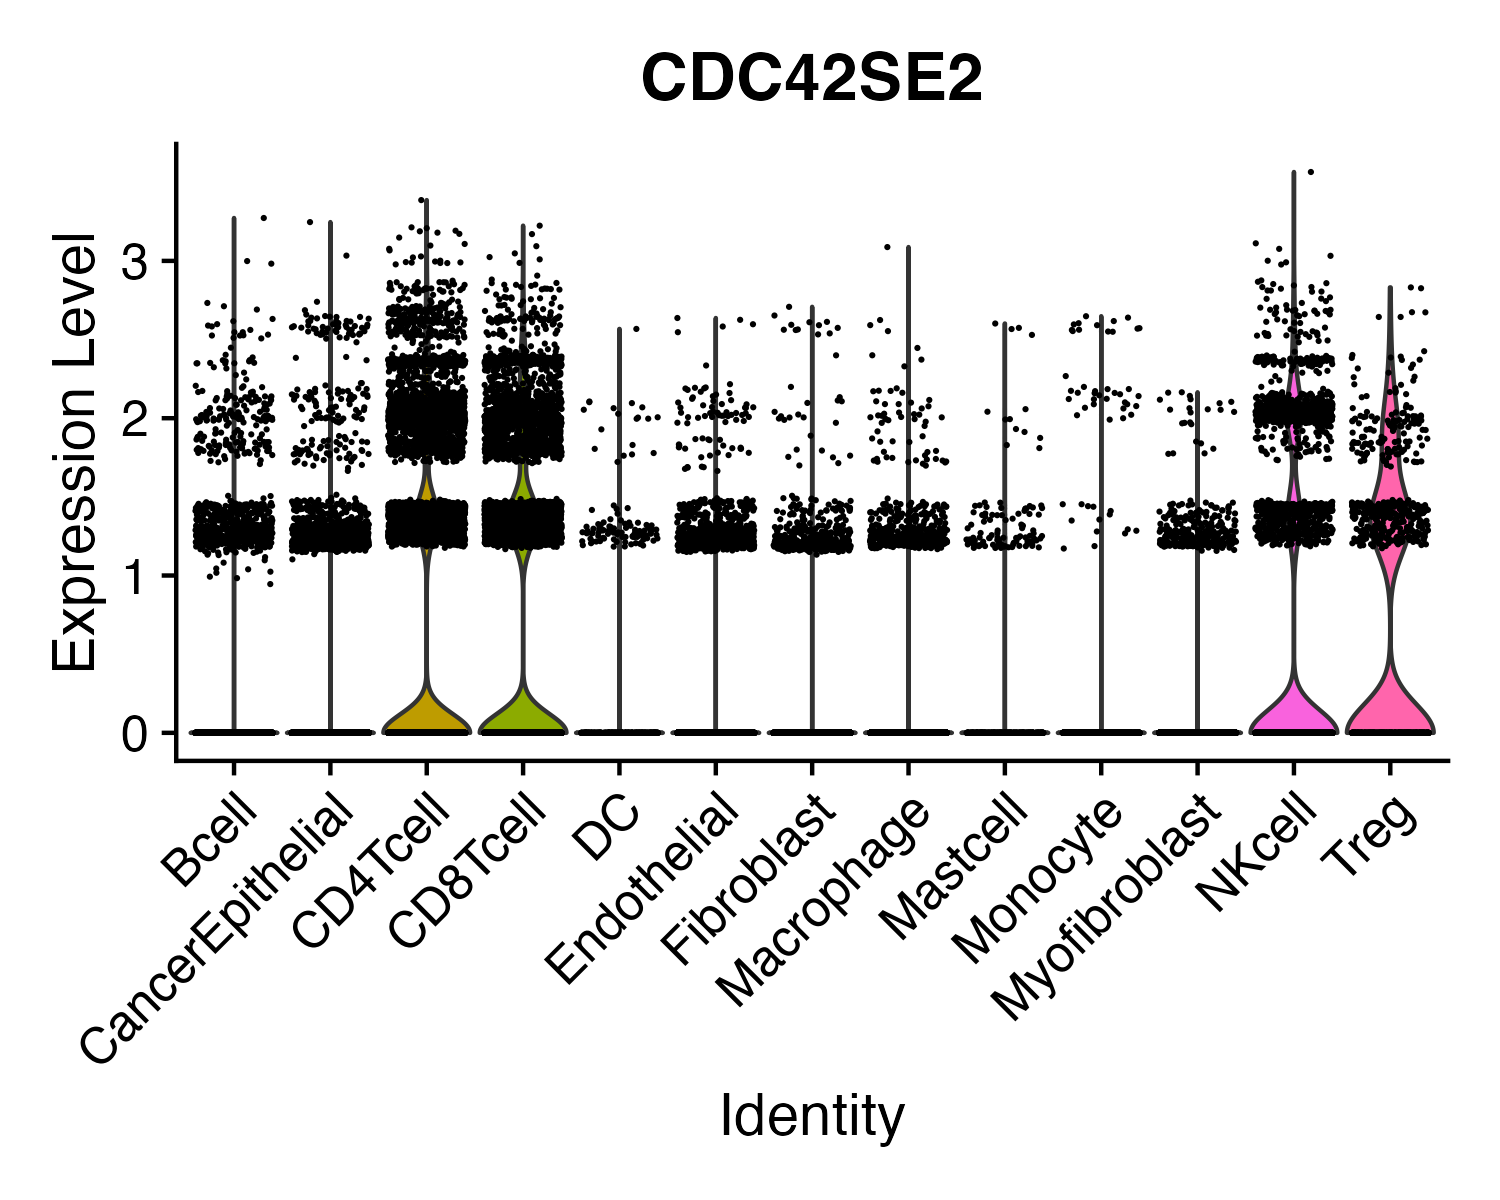 CDC42SE2
Expression Level
3
2
1
0
Bcell
CancerEpithelial
CD4Tcell
CD8Tcell
DC
Endothelial
Fibroblast
Macrophage
Mastcell
Monocyte
Myofibroblast
NKcell
Treg
Identity